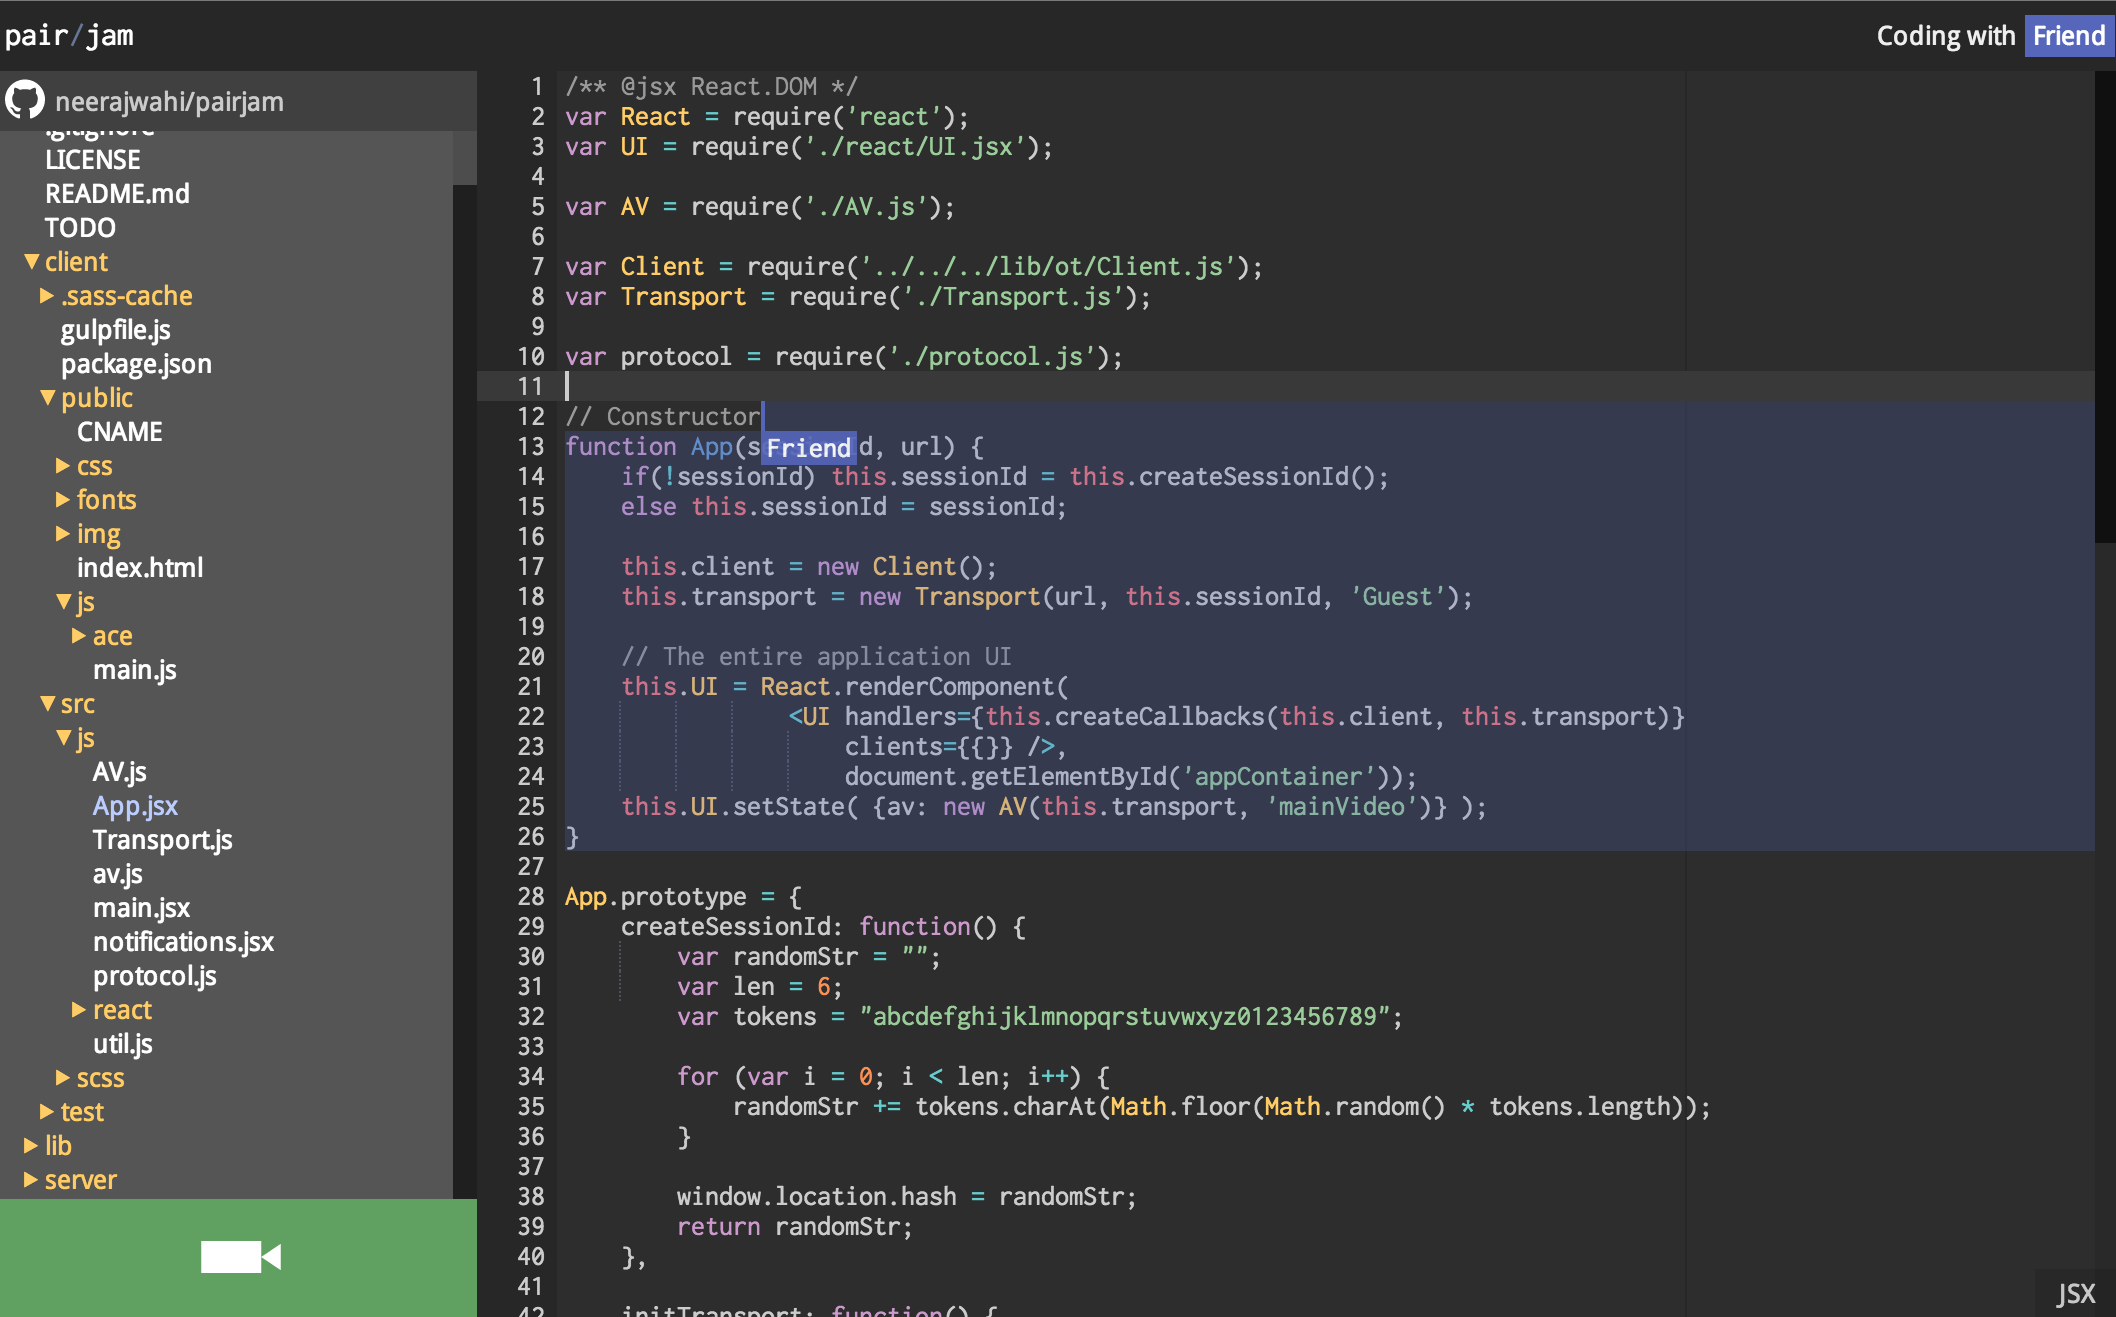 pair/jam
Coding with Friend
neerajwahi/pairjam
.gitignore
LICENSE
README.md
TODO
client
.sass-cache
gulpfile.js
package.json
public
CNAME
css
fonts
img
index.html
js
ace
main.js
src
js
AV.js
App.jsx
Transport.js
av.js
main.jsx
notifications.jsx
protocol.js
react
util.js
scss
test
lib
server
1 /** @jsx React.DOM */
2 var React = require('react');
3 var UI = require('./react/UI.jsx');
4
5 var AV = require('./AV.js');
6
7 var Client = require('../../../lib/ot/Client.js');
8 var Transport = require('./Transport.js');
9
10 var protocol = require('./protocol.js');
11
12 // Constructor
13 function App(s Friend d, url) {
14     if(!sessionId) this.sessionId = this.createSessionId();
15     else this.sessionId = sessionId;
16
17     this.client = new Client();
18     this.transport = new Transport(url, this.sessionId, 'Guest');
19
20     // The entire application UI
21     this.UI = React.renderComponent(
22                 <UI handlers={this.createCallbacks(this.client, this.transport)}
23                     clients={{}} />,
24                     document.getElementById('appContainer'));
25     this.UI.setState( {av: new AV(this.transport, 'mainVideo')} );
26 }
27
28 App.prototype = {
29     createSessionId: function() {
30         var randomStr = "";
31         var len = 6;
32         var tokens = "abcdefghijklmnopqrstuvwxyz0123456789";
33
34         for (var i = 0; i < len; i++) {
35             randomStr += tokens.charAt(Math.floor(Math.random() * tokens.length));
36         }
37
38         window.location.hash = randomStr;
39         return randomStr;
40     },
41
42     initTransport: function() {
JSX